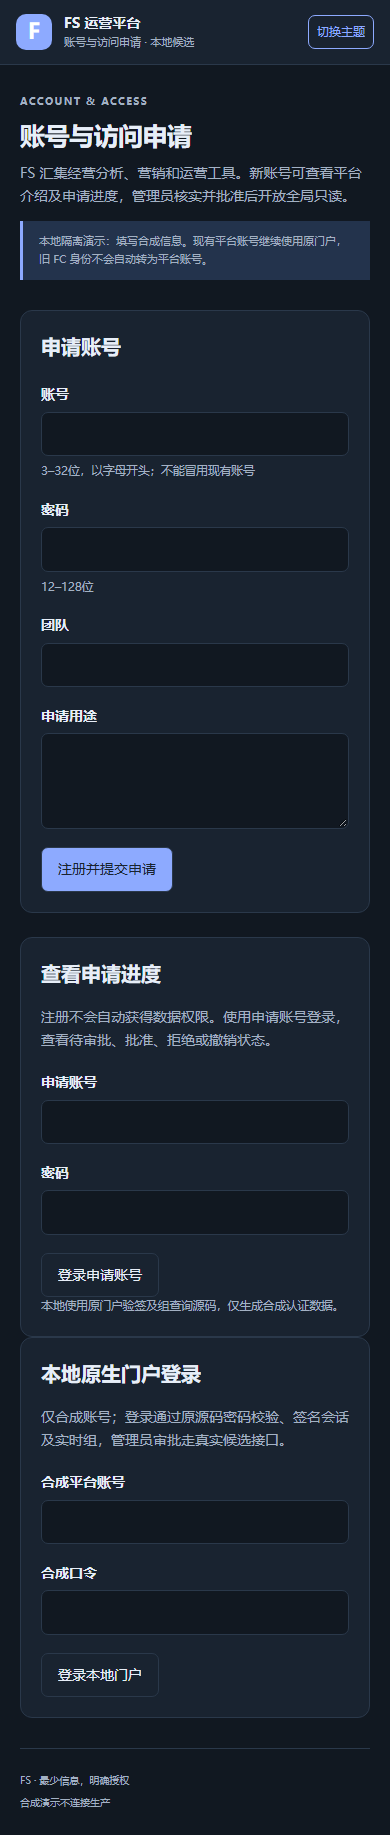 F
FS 运营平台
账号与访问申请 · 本地候选
切换主题
ACCOUNT & ACCESS
账号与访问申请
FS 汇集经营分析、营销和运营工具。新账号可查看平台
介绍及申请进度，管理员核实并批准后开放全局只读。
本地隔离演示：填写合成信息。现有平台账号继续使用原门户，
旧 FC 身份不会自动转为平台账号。
申请账号
账号
3–32位，以字母开头；不能冒用现有账号
密码
12–128位
团队
申请用途
注册并提交申请
查看申请进度
注册不会自动获得数据权限。使用申请账号登录，
查看待审批、批准、拒绝或撤销状态。
申请账号
密码
登录申请账号
本地使用原门户验签及组查询源码，仅生成合成认证数据。
本地原生门户登录
仅合成账号；登录通过原源码密码校验、签名会话
及实时组，管理员审批走真实候选接口。
合成平台账号
合成口令
登录本地门户
FS · 最少信息，明确授权
合成演示不连接生产